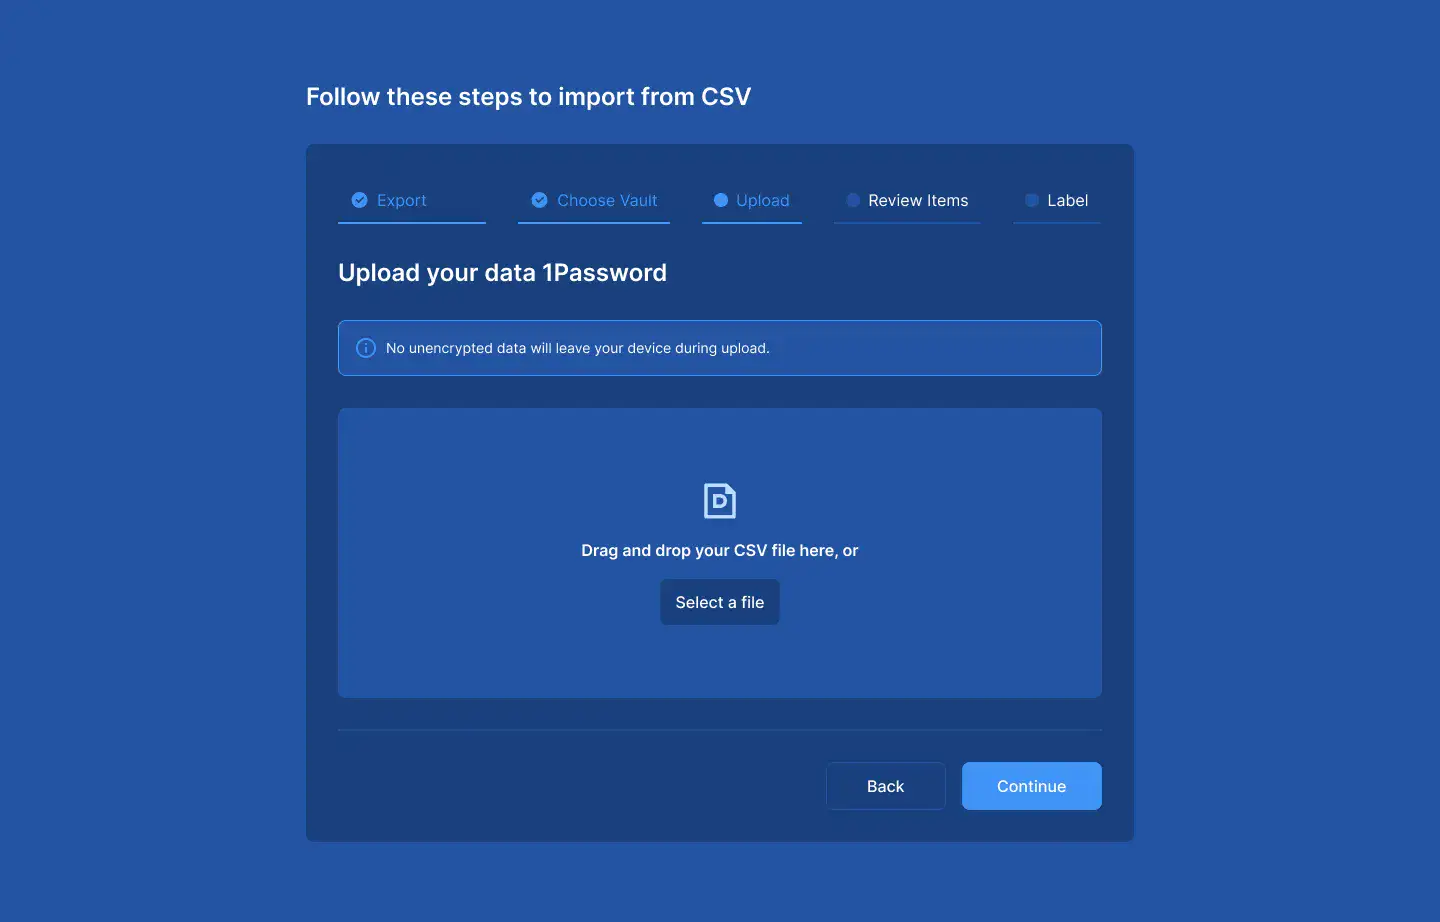 Follow these steps to import from CSV
Export
Choose Vault
Upload
Review Items
Label
Upload your data 1Password
No unencrypted data will leave your device during upload.
D
Drag and drop your CSV file here, or
Select a file
Back
Continue